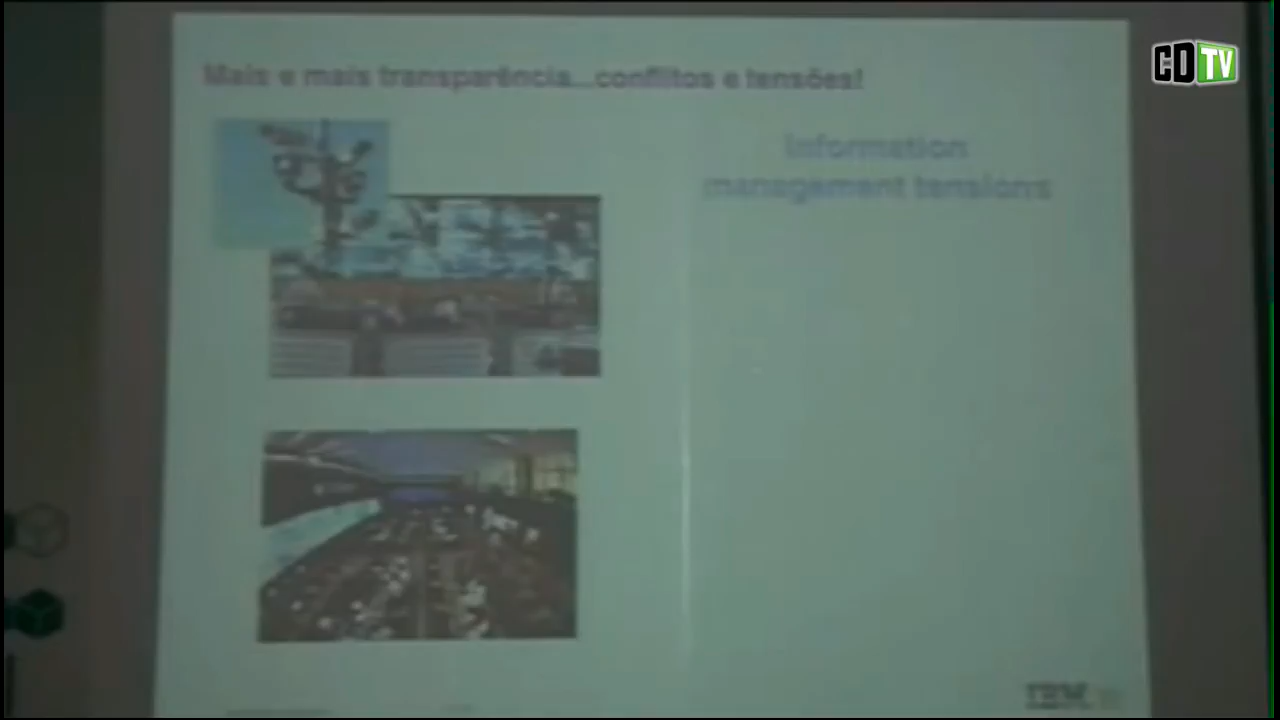 CDTV
Mais e mais transparência...conflitos e tensões!
Information
management tensions
IBM